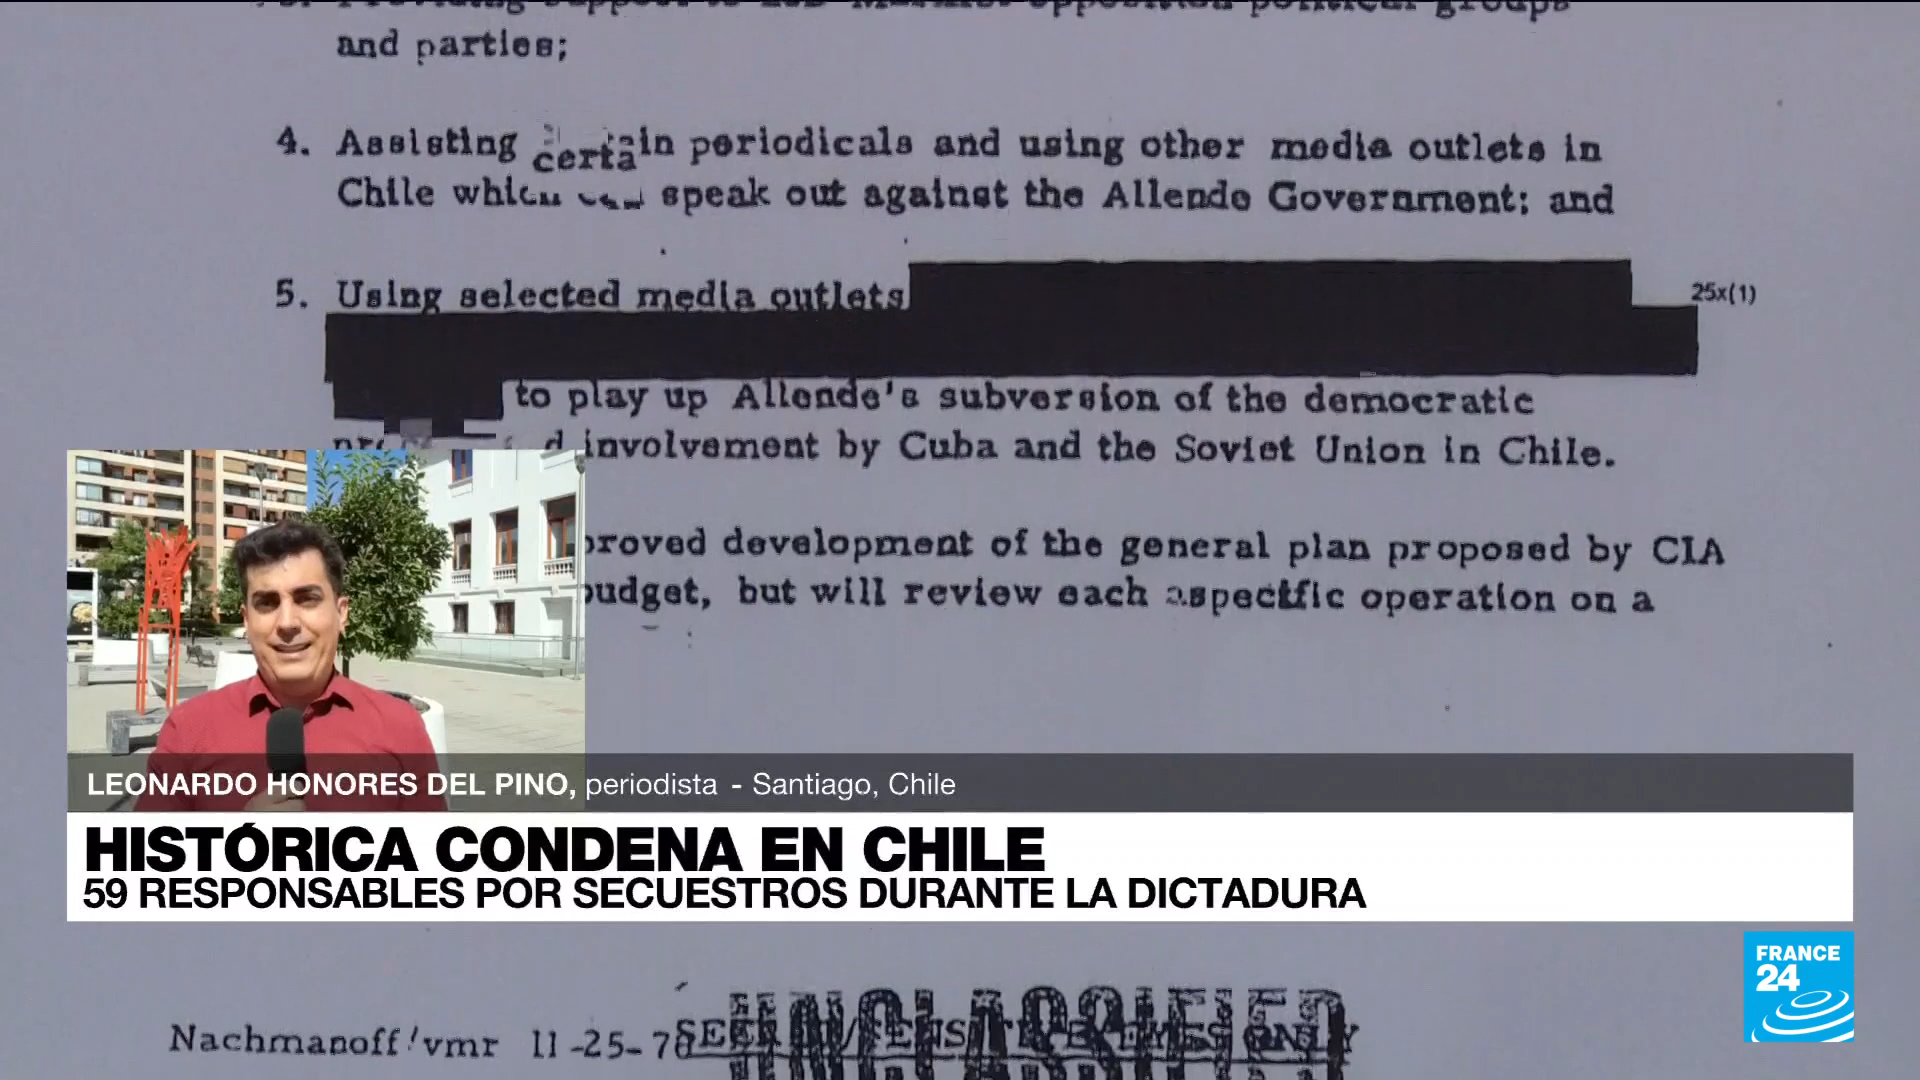 and parties;
4. Assisting certain periodicals and using other media outlets in
Chile which can speak out against the Allende Government; and
5. Using selected media outlets
25x(1)
to play up Allende's subversion of the democratic
involvement by Cuba and the Soviet Union in Chile.
proved development of the general plan proposed by CIA
budget, but will review each specific operation on a
LEONARDO HONORES DEL PINO, periodista - Santiago, Chile
HISTÓRICA CONDENA EN CHILE
59 RESPONSABLES POR SECUESTROS DURANTE LA DICTADURA
FRANCE
24
UNCLASSIFIED
Nachmanoff/vmr 11-25-70